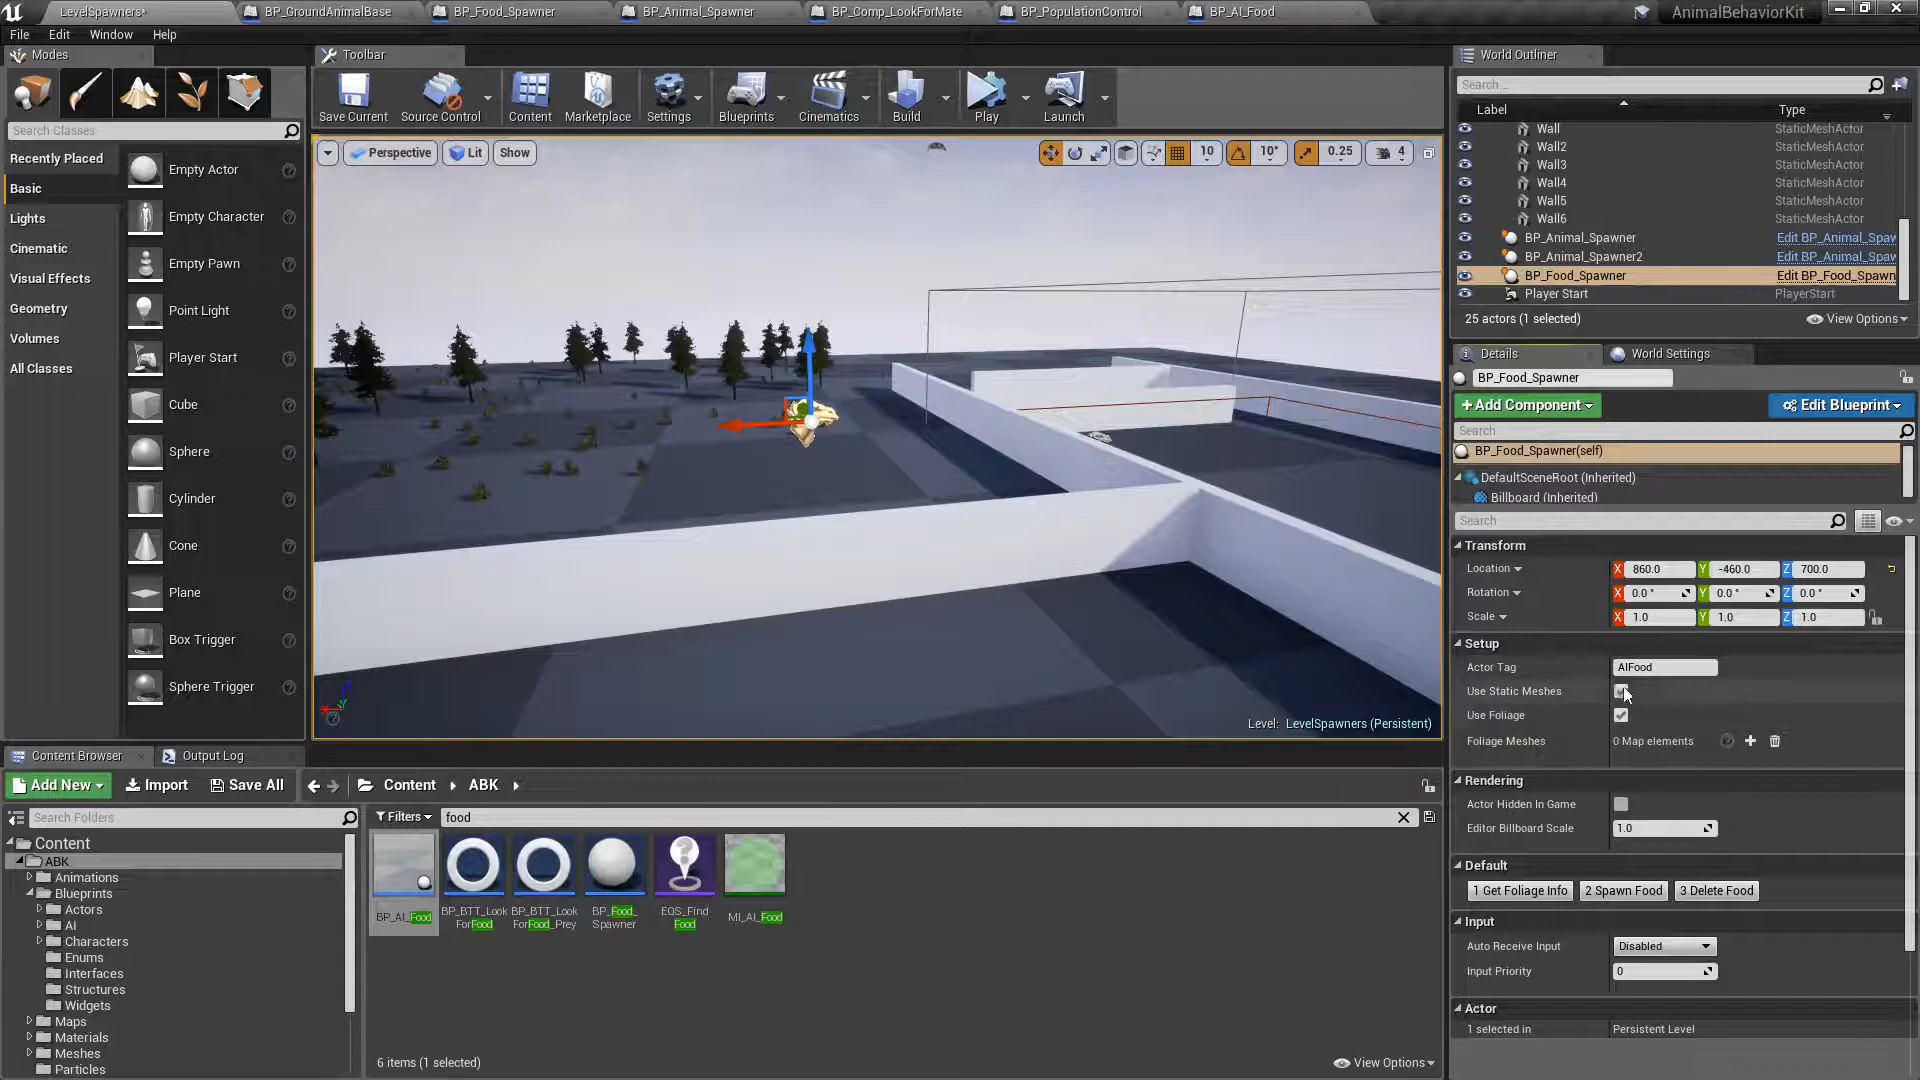 LevelSpawners*
BP_GroundAnimalBase
BP_Food_Spawner
BP_Animal_Spawner
BP_Comp_LookForMate
BP_PopulationControl
BP_AI_Food
AnimalBehaviorKit
File Edit Window Help
Modes
Search Classes
Recently Placed
Basic
Lights
Cinematic
Visual Effects
Geometry
Volumes
All Classes
Empty Actor
Empty Character
Empty Pawn
Point Light
Player Start
Cube
Sphere
Cylinder
Cone
Plane
Box Trigger
Sphere Trigger
Toolbar
Save Current
Source Control
Content
Marketplace
Settings
Blueprints
Cinematics
Build
Play
Launch
Perspective
Lit
Show
10
10°
0.25
4
Level: LevelSpawners (Persistent)
World Outliner
Search...
Label Type
Wall StaticMeshActor
Wall2 StaticMeshActor
Wall3 StaticMeshActor
Wall4 StaticMeshActor
Wall5 StaticMeshActor
Wall6 StaticMeshActor
BP_Animal_Spawner Edit BP_Animal_Spaw
BP_Animal_Spawner2 Edit BP_Animal_Spaw
BP_Food_Spawner Edit BP_Food_Spawn
Player Start PlayerStart
25 actors (1 selected)
View Options
Details
World Settings
BP_Food_Spawner
+Add Component
Edit Blueprint
Search
BP_Food_Spawner(self)
DefaultSceneRoot (Inherited)
Billboard (Inherited)
Search
Transform
Location X 860.0 Y -460.0 Z 700.0
Rotation X 0.0 ° Y 0.0 ° Z 0.0 °
Scale X 1.0 Y 1.0 Z 1.0
Setup
Actor Tag AIFood
Use Static Meshes
Use Foliage
Foliage Meshes 0 Map elements
Rendering
Actor Hidden In Game
Editor Billboard Scale 1.0
Default
1 Get Foliage Info
2 Spawn Food
3 Delete Food
Input
Auto Receive Input Disabled
Input Priority 0
Actor
1 selected in Persistent Level
Content Browser
Output Log
Add New
Import
Save All
Content
ABK
Search Folders
Content
ABK
Animations
Blueprints
Actors
AI
Characters
Enums
Interfaces
Structures
Widgets
Maps
Materials
Meshes
Particles
Filters
food
BP_AI_Food
BP_BTT_Look
ForFood
BP_BTT_Look
ForFood_Prey
BP_Food_
Spawner
EQS_Find
Food
MI_AI_Food
6 items (1 selected)
View Options